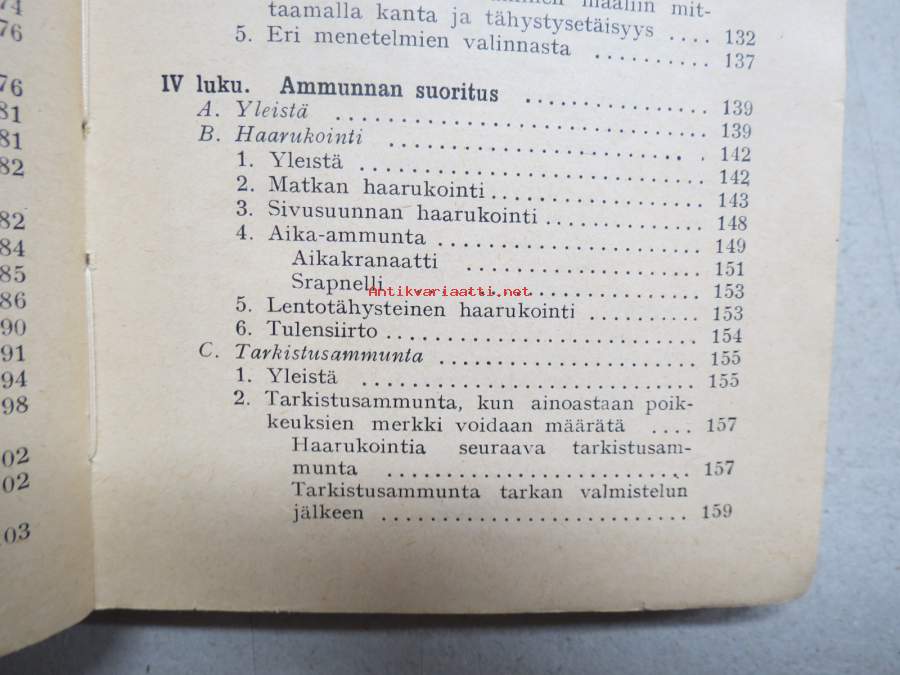 74
76
76
81
81
82
82
84
85
86
90
91
94
98
02
02
03
maaliin mit-
taamalla kanta ja tähystysetäisyys .... 132
5. Eri menetelmien valinnasta .......... 137
IV luku. Ammunnan suoritus ................ 139
A. Yleistä .............................. 139
B. Haarukointi .......................... 142
1. Yleistä .............................. 142
2. Matkan haarukointi .................. 143
3. Sivusuunnan haarukointi ............. 148
4. Aika-ammunta ........................ 149
Aikakranaatti .................... 151
Srapnelli ........................ 153
Antikvariaatti.net
5. Lentotähysteinen haarukointi .......... 153
6. Tulensiirto .......................... 154
C. Tarkistusammunta ..................... 155
1. Yleistä .............................. 155
2. Tarkistusammunta, kun ainoastaan poik-
keuksien merkki voidaan määrätä .... 157
Haarukointia seuraava tarkistusam-
munta ........................ 157
Tarkistusammunta tarkan valmistelun
jälkeen .......................... 159